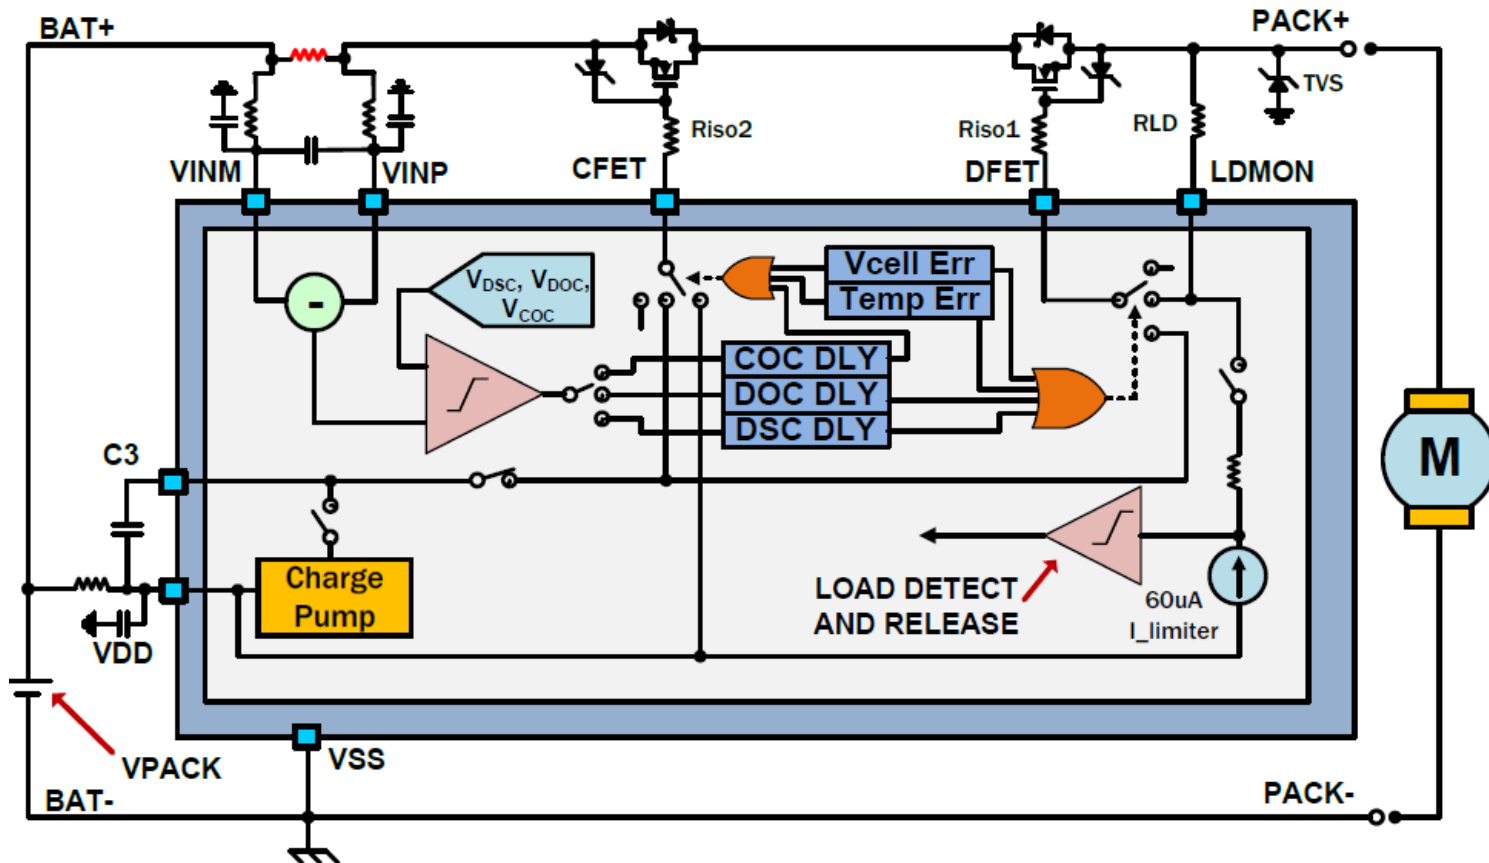 BAT+
PACK+
TVS
Riso2
Riso1
RLD
VINM
VINP
CFET
DFET
LDMON
-
VDSC, VDOC,
VCOC
Vcell Err
Temp Err
COC DLY
DOC DLY
DSC DLY
C3
M
Charge
Pump
LOAD DETECT
AND RELEASE
60uA
I_limiter
VDD
VPACK
VSS
BAT-
PACK-